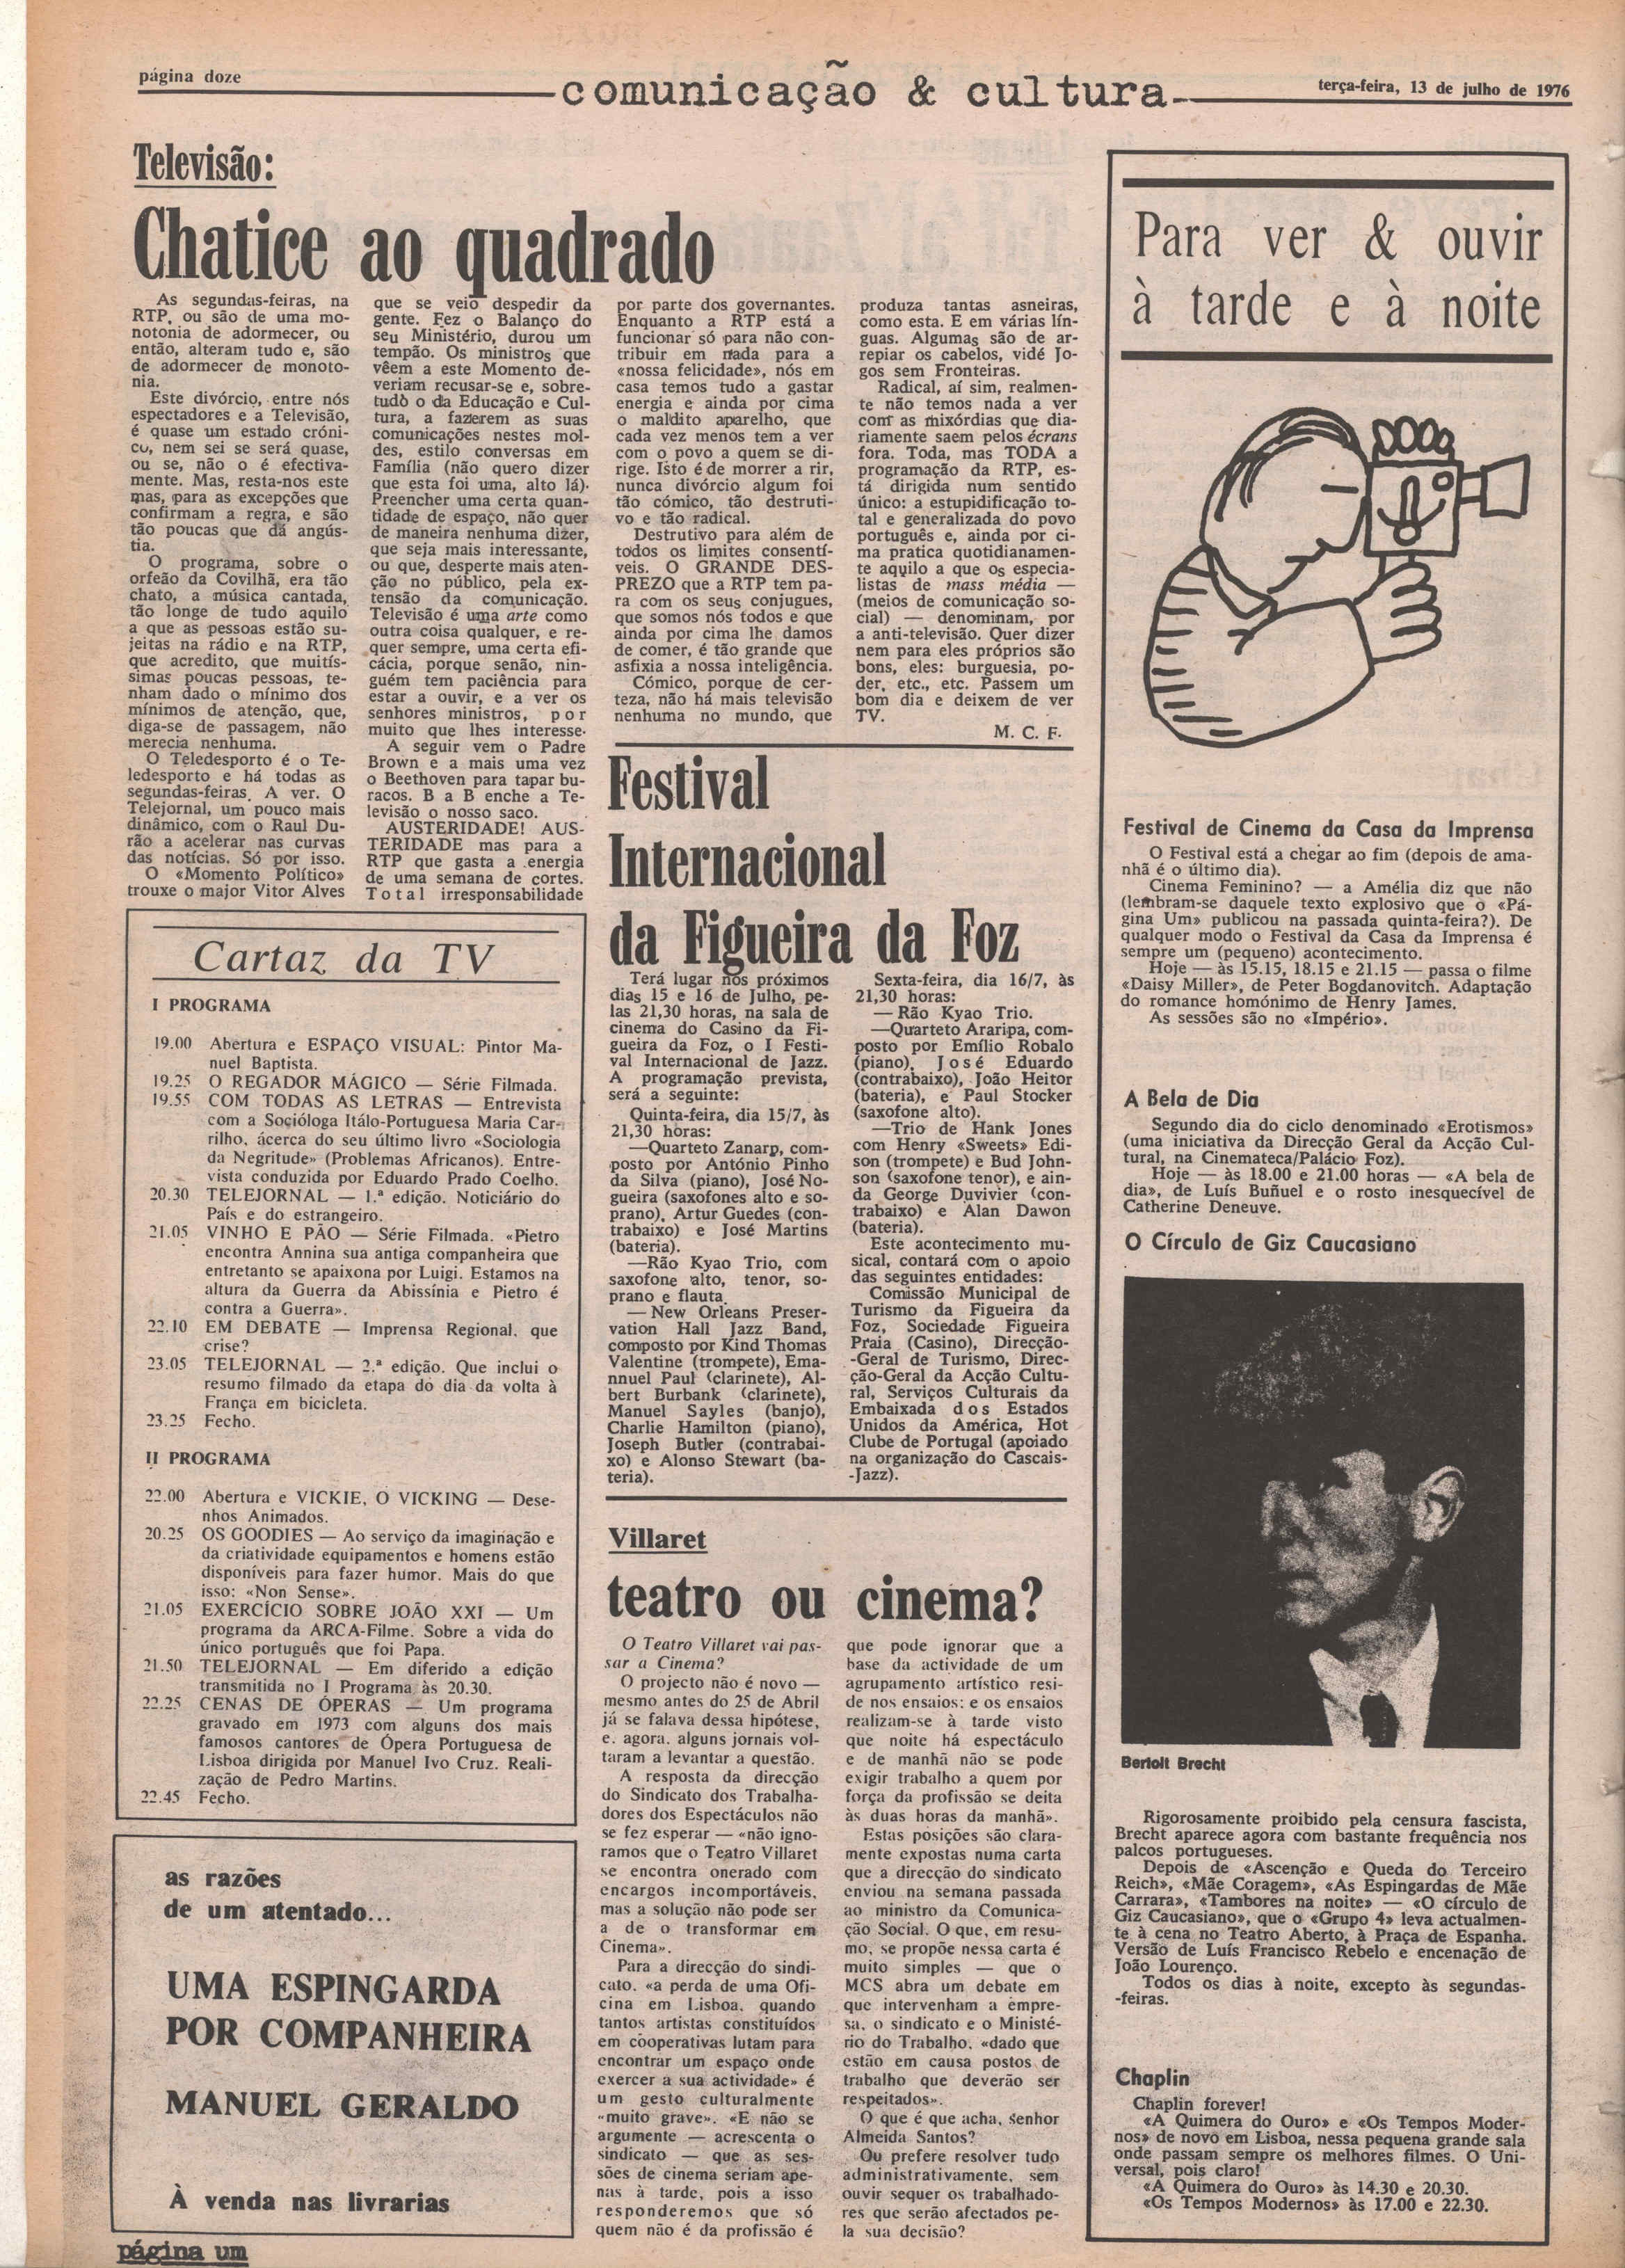 página doze
comunicação & cultura
terça-feira, 13 de julho de 1976
Televisão:
Chatice ao quadrado
As segundas-feiras, na
RTP, ou são de uma mo-
notonia de adormecer, ou
então, alteram tudo e, são
de adormecer de monoto-
nia.
Este divórcio, entre nós
espectadores e a Televisão,
é quase um estado cróni-
co, nem sei se será quase,
ou se, não o é efectiva-
mente. Mas, resta-nos este
mas, para as excepções que
confirmam a regra, e são
tão poucas que dá angús-
tia.
O programa, sobre o
orfeão da Covilhã, era tão
chato, a música cantada,
tão longe de tudo aquilo
a que as pessoas estão su-
jeitas na rádio e na RTP,
que acredito, que muitís-
simas poucas pessoas, te-
nham dado o mínimo dos
mínimos de atenção, que,
diga-se de passagem, não
merecia nenhuma.
O Teledesporto é o Te-
ledesporto e há todas as
segundas-feiras. A ver. O
Telejornal, um pouco mais
dinâmico, com o Raul Du-
rão a acelerar nas curvas
das notícias. Só por isso.
O «Momento Político»
trouxe o major Vitor Alves
que se veio despedir da
gente. Fez o Balanço do
seu Ministério, durou um
tempão. Os ministros que
vêem a este Momento de-
veriam recusar-se e, sobre-
tudo o da Educação e Cul-
tura, a fazerem as suas
comunicações nestes mol-
des, estilo conversas em
Família (não quero dizer
que esta foi uma, alto lá).
Preencher uma certa quan-
tidade de espaço, não quer
de maneira nenhuma dizer,
que seja mais interessante,
ou que, desperte mais aten-
ção no público, pela ex-
tensão da comunicação.
Televisão é uma arte como
outra coisa qualquer, e re-
quer sempre, uma certa efi-
cácia, porque senão, nin-
guém tem paciência para
estar a ouvir, e a ver os
senhores ministros, por
muito que lhes interesse.
A seguir vem o Padre
Brown e a mais uma vez
o Beethoven para tapar bu-
racos. B a B enche a Te-
levisão o nosso saco.
AUSTERIDADE! AUS-
TERIDADE mas para a
RTP que gasta a energia
de uma semana de cortes.
Total irresponsabilidade
por parte dos governantes.
Enquanto a RTP está a
funcionar só para não con-
tribuir em nada para a
«nossa felicidade», nós em
casa temos tudo a gastar
energia e ainda por cima
o maldito aparelho, que
cada vez menos tem a ver
com o povo a quem se di-
rige. Isto é de morrer a rir,
nunca divórcio algum foi
tão cómico, tão destruti-
vo e tão radical.
Destrutivo para além de
todos os limites consentí-
veis. O GRANDE DES-
PREZO que a RTP tem pa-
ra com os seus conjugues,
que somos nós todos e que
ainda por cima lhe damos
de comer, é tão grande que
asfixia a nossa inteligência.
Cómico, porque de cer-
teza, não há mais televisão
nenhuma no mundo, que
produza tantas asneiras,
como esta. E em várias lín-
guas. Algumas são de ar-
repiar os cabelos, vidé Jo-
gos sem Fronteiras.
Radical, aí sim, realmen-
te não temos nada a ver
com as mixórdias que dia-
riamente saem pelos écrans
fora. Toda, mas TODA a
programação da RTP, es-
tá dirigida num sentido
único: a estupidificação to-
tal e generalizada do povo
português e, ainda por ci-
ma pratica quotidianamen-
te aquilo a que os especia-
listas de mass média —
(meios de comunicação so-
cial) — denominam, por
a anti-televisão. Quer dizer
nem para eles próprios são
bons, eles: burguesia, po-
der, etc., etc. Passem um
bom dia e deixem de ver
TV.
M. C. F.
Cartaz da TV
I PROGRAMA
19.00 Abertura e ESPAÇO VISUAL: Pintor Ma-
nuel Baptista.
19.25 O REGADOR MÁGICO — Série Filmada.
19.55 COM TODAS AS LETRAS — Entrevista
com a Socióloga Itálo-Portuguesa Maria Car-
rilho, ácerca do seu último livro «Sociologia
da Negritude» (Problemas Africanos). Entre-
vista conduzida por Eduardo Prado Coelho.
20.30 TELEJORNAL — 1.ª edição. Noticiário do
País e do estrangeiro.
21.05 VINHO E PÃO — Série Filmada. «Pietro
encontra Annina sua antiga companheira que
entretanto se apaixona por Luigi. Estamos na
altura da Guerra da Abissínia e Pietro é
contra a Guerra».
22.10 EM DEBATE — Imprensa Regional, que
crise?
23.05 TELEJORNAL — 2.ª edição. Que inclui o
resumo filmado da etapa do dia da volta à
França em bicicleta.
23.25 Fecho.
II PROGRAMA
22.00 Abertura e VICKIE, O VICKING — Dese-
nhos Animados.
20.25 OS GOODIES — Ao serviço da imaginação e
da criatividade equipamentos e homens estão
disponíveis para fazer humor. Mais do que
isso: «Non Sense».
21.05 EXERCÍCIO SOBRE JOÃO XXI — Um
programa da ARCA-Filme. Sobre a vida do
único português que foi Papa.
21.50 TELEJORNAL — Em diferido a edição
transmitida no I Programa às 20.30.
22.25 CENAS DE ÓPERAS — Um programa
gravado em 1973 com alguns dos mais
famosos cantores de Ópera Portuguesa de
Lisboa dirigida por Manuel Ivo Cruz. Reali-
zação de Pedro Martins.
22.45 Fecho.
as razões
de um atentado...
UMA ESPINGARDA
POR COMPANHEIRA
MANUEL GERALDO
À venda nas livrarias
Festival
Internacional
da Figueira da Foz
Terá lugar nos próximos
dias 15 e 16 de Julho, pe-
las 21,30 horas, na sala de
cinema do Casino da Fi-
gueira da Foz, o I Festi-
val Internacional de Jazz.
A programação prevista,
será a seguinte:
Quinta-feira, dia 15/7, às
21,30 horas:
—Quarteto Zanarp, com-
posto por António Pinho
da Silva (piano), José No-
gueira (saxofones alto e so-
prano), Artur Guedes (con-
trabaixo) e José Martins
(bateria).
—Rão Kyao Trio, com
saxofone alto, tenor, so-
prano e flauta.
— New Orleans Preser-
vation Hall Jazz Band,
composto por Kind Thomas
Valentine (trompete), Ema-
nnuel Paul (clarinete), Al-
bert Burbank (clarinete),
Manuel Sayles (banjo),
Charlie Hamilton (piano),
Joseph Butler (contrabai-
xo) e Alonso Stewart (ba-
teria).
Sexta-feira, dia 16/7, às
21,30 horas:
— Rão Kyao Trio.
—Quarteto Araripa, com-
posto por Emílio Robalo
(piano), José Eduardo
(contrabaixo), João Heitor
(bateria), e Paul Stocker
(saxofone alto).
—Trio de Hank Jones
com Henry «Sweets» Edi-
son (trompete) e Bud John-
son (saxofone tenor), e ain-
da George Duvivier (con-
trabaixo) e Alan Dawon
(bateria).
Este acontecimento mu-
sical, contará com o apoio
das seguintes entidades:
Comissão Municipal de
Turismo da Figueira da
Foz, Sociedade Figueira
Praia (Casino), Direcção-
-Geral de Turismo, Direc-
ção-Geral da Acção Cultu-
ral, Serviços Culturais da
Embaixada dos Estados
Unidos da América, Hot
Clube de Portugal (apoiado
na organização do Cascais-
-Jazz).
Villaret
teatro ou cinema?
O Teatro Villaret vai pas-
sar a Cinema?
O projecto não é novo —
mesmo antes do 25 de Abril
já se falava dessa hipótese,
e, agora, alguns jornais vol-
taram a levantar a questão.
A resposta da direcção
do Sindicato dos Trabalha-
dores dos Espectáculos não
se fez esperar — «não igno-
ramos que o Teatro Villaret
se encontra onerado com
encargos incomportáveis,
mas a solução não pode ser
a de o transformar em
Cinema».
Para a direcção do sindi-
cato, «a perda de uma Ofi-
cina em Lisboa, quando
tantos artistas constituídos
em cooperativas lutam para
encontrar um espaço onde
exercer a sua actividade» é
um gesto culturalmente
«muito grave». «E não se
argumente — acrescenta o
sindicato — que as ses-
sões de cinema seriam ape-
nas à tarde, pois a isso
responderemos que só
quem não é da profissão é
que pode ignorar que a
base da actividade de um
agrupamento artístico resi-
de nos ensaios: e os ensaios
realizam-se à tarde visto
que noite há espectáculo
e de manhã não se pode
exigir trabalho a quem por
força da profissão se deita
às duas horas da manhã».
Estas posições são clara-
mente expostas numa carta
que a direcção do sindicato
enviou na semana passada
ao ministro da Comunica-
ção Social. O que, em resu-
mo, se propõe nessa carta é
muito simples — que o
MCS abra um debate em
que intervenham a empre-
sa, o sindicato e o Ministé-
rio do Trabalho, «dado que
estão em causa postos de
trabalho que deverão ser
respeitados».
O que é que acha, senhor
Almeida Santos?
Ou prefere resolver tudo
administrativamente, sem
ouvir sequer os trabalhado-
res que serão afectados pe-
la sua decisão?
Para ver & ouvir
à tarde e à noite
Festival de Cinema da Casa da Imprensa
O Festival está a chegar ao fim (depois de ama-
nhã é o último dia).
Cinema Feminino? — a Amélia diz que não
(lembram-se daquele texto explosivo que o «Pá-
gina Um» publicou na passada quinta-feira?). De
qualquer modo o Festival da Casa da Imprensa é
sempre um (pequeno) acontecimento.
Hoje — às 15.15, 18.15 e 21.15 — passa o filme
«Daisy Miller», de Peter Bogdanovitch. Adaptação
do romance homónimo de Henry James.
As sessões são no «Império».
A Bela de Dia
Segundo dia do ciclo denominado «Erotismos»
(uma iniciativa da Direcção Geral da Acção Cul-
tural, na Cinemateca/Palácio Foz).
Hoje — às 18.00 e 21.00 horas — «A bela de
dia», de Luís Buñuel e o rosto inesquecível de
Catherine Deneuve.
O Círculo de Giz Caucasiano
Bertolt Brecht
Rigorosamente proibido pela censura fascista,
Brecht aparece agora com bastante frequência nos
palcos portugueses.
Depois de «Ascenção e Queda do Terceiro
Reich», «Mãe Coragem», «As Espingardas de Mãe
Carrara», «Tambores na noite» — «O círculo de
Giz Caucasiano», que o «Grupo 4» leva actualmen-
te à cena no Teatro Aberto, à Praça de Espanha.
Versão de Luís Francisco Rebelo e encenação de
João Lourenço.
Todos os dias à noite, excepto às segundas-
-feiras.
Chaplin
Chaplin forever!
«A Quimera do Ouro» e «Os Tempos Moder-
nos» de novo em Lisboa, nessa pequena grande sala
onde passam sempre os melhores filmes. O Uni-
versal, pois claro!
«A Quimera do Ouro» às 14.30 e 20.30.
«Os Tempos Modernos» às 17.00 e 22.30.
página um